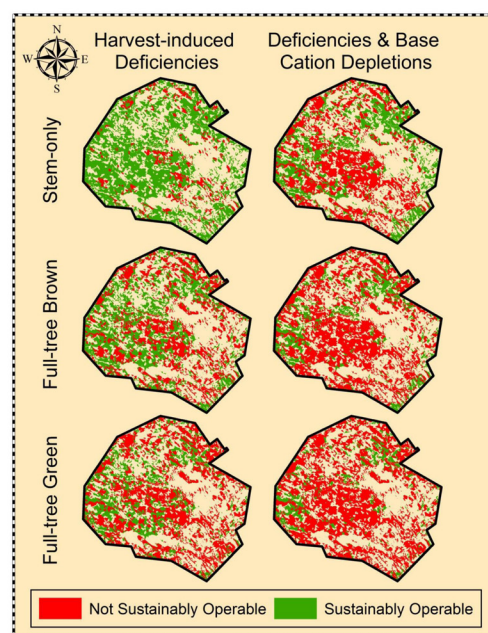 Harvest-induced
Deficiencies
Deficiencies & Base
Cation Depletions
N
W E
S
Stem-only
Full-tree Brown
Full-tree Green
Not Sustainably Operable
Sustainably Operable